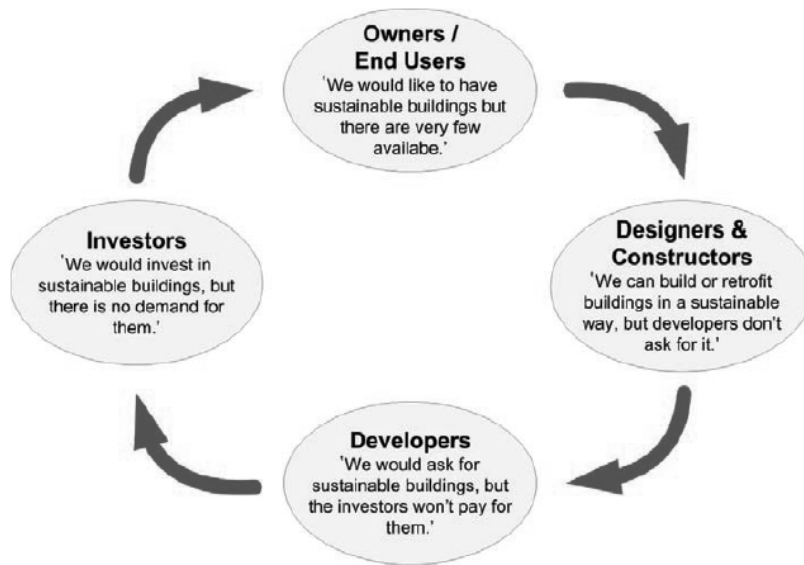 Owners /
End Users
'We would like to have
sustainable buildings but
there are very few
availabe.'
Designers &
Constructors
'We can build or retrofit
buildings in a sustainable
way, but developers don't
ask for it.'
Developers
'We would ask for
sustainable buildings, but
the investors won't pay for
them.'
Investors
'We would invest in
sustainable buildings, but
there is no demand for
them.'